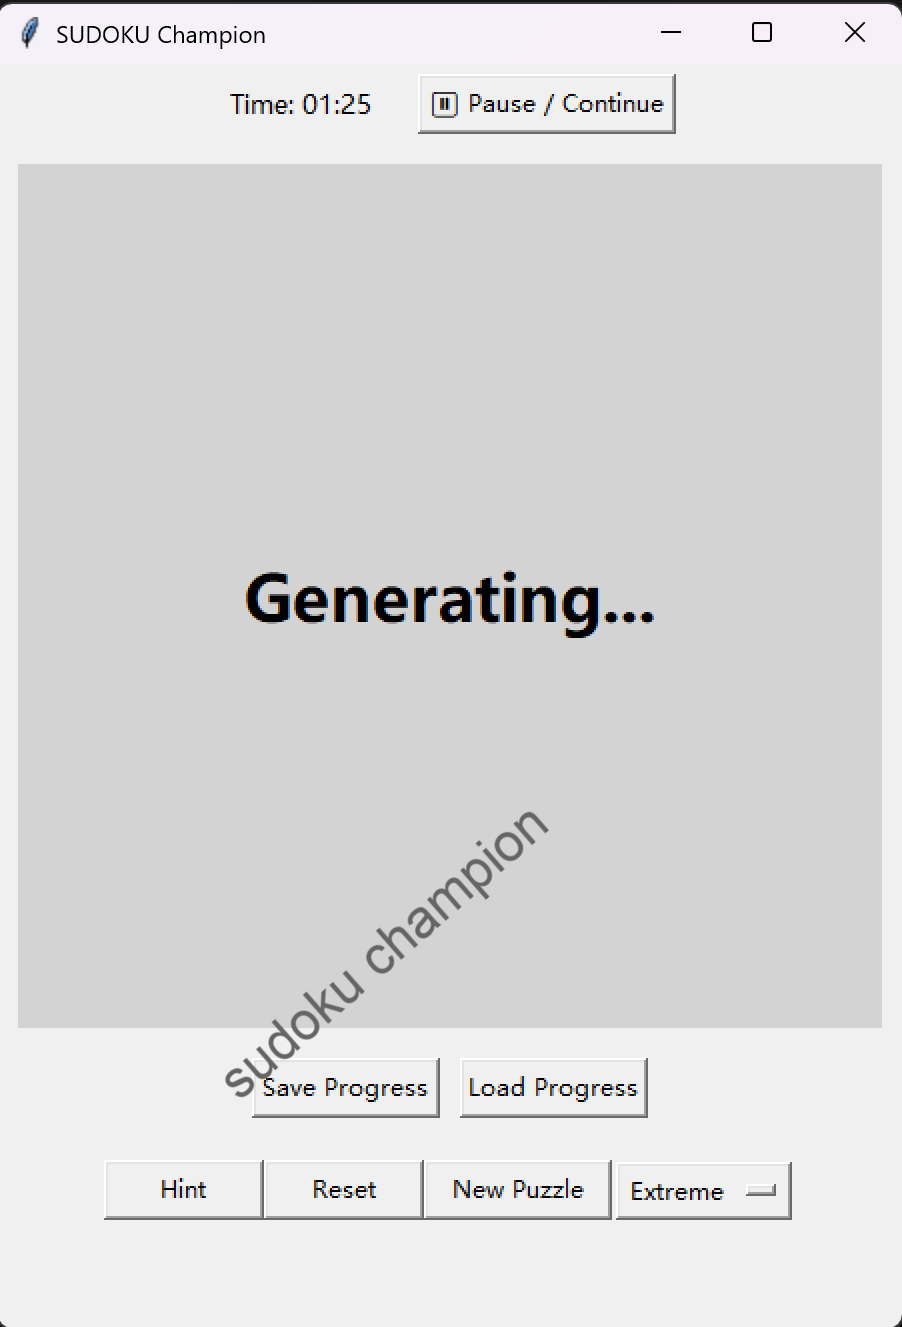 SUDOKU Champion
Time: 01:25
Pause / Continue
Generating...
sudoku champion
Save Progress
Load Progress
Hint
Reset
New Puzzle
Extreme